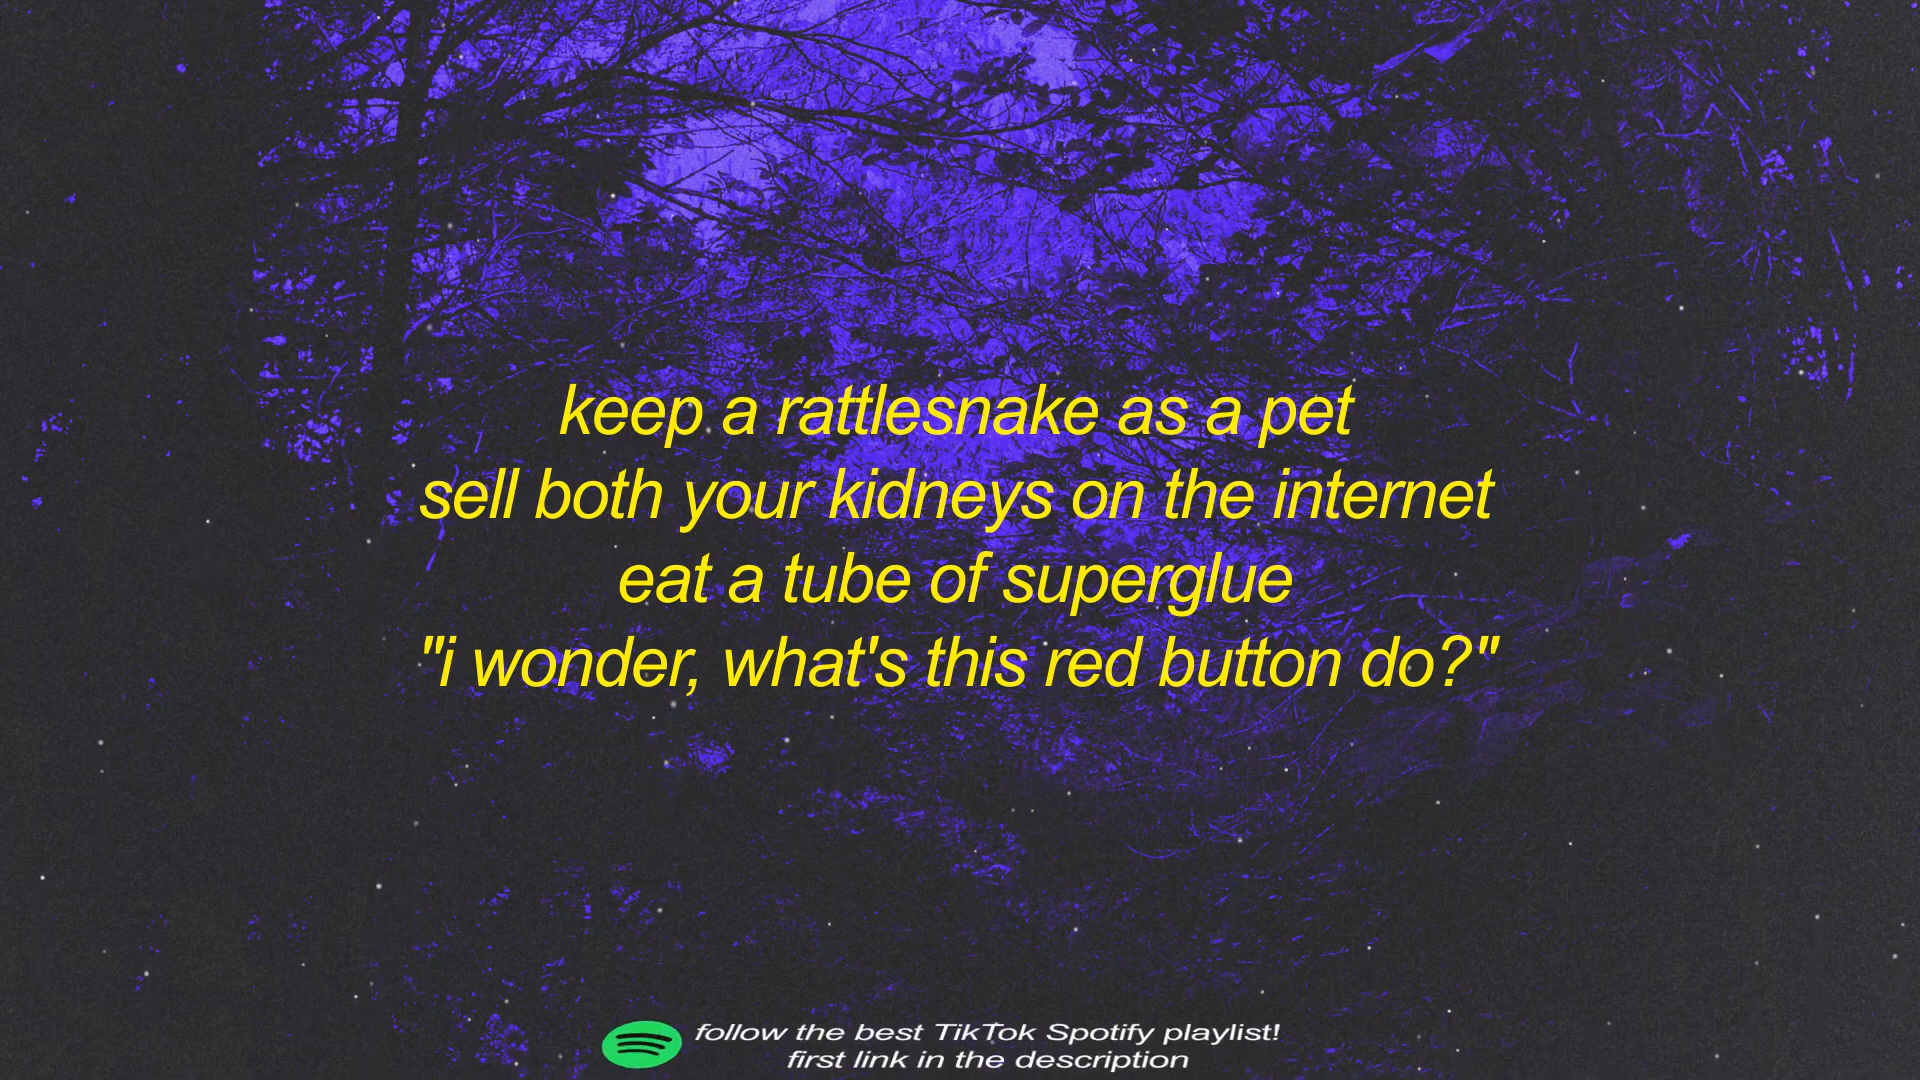 keep a rattlesnake as a pet
sell both your kidneys on the internet
eat a tube of superglue
"i wonder, what's this red button do?"
follow the best TikTok Spotify playlist!
first link in the description